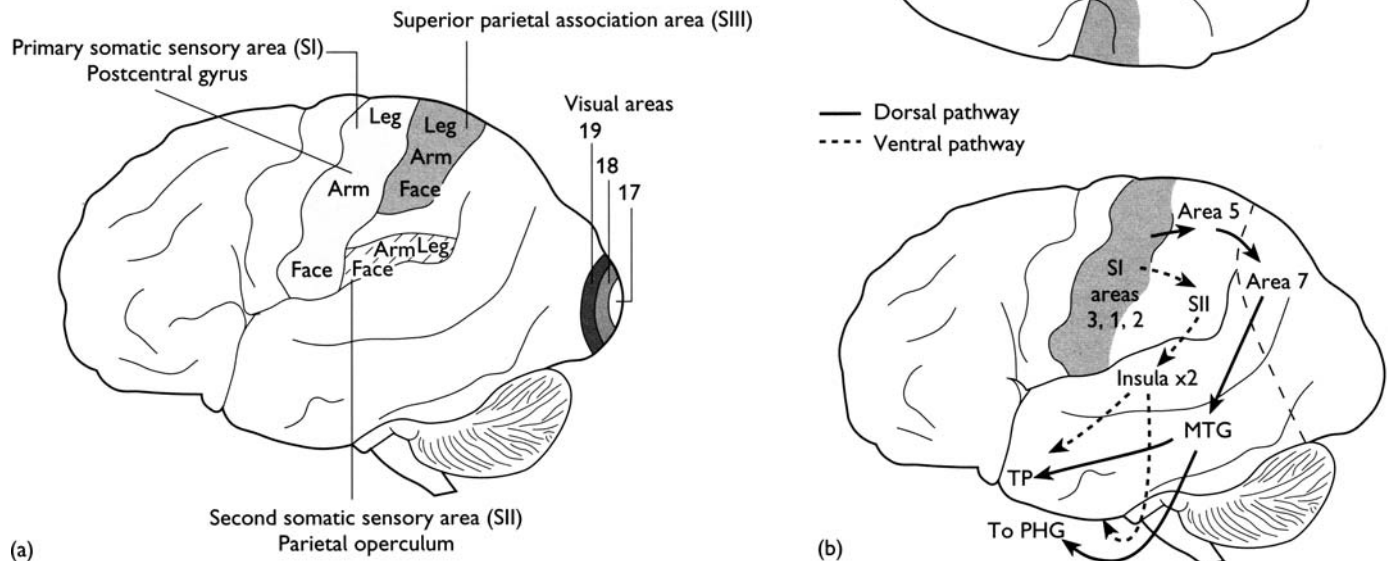 Superior parietal association area (SIII)
Primary somatic sensory area (SI)
Postcentral gyrus
Visual areas
19
18
17
Leg
Leg
Arm
Arm
Face
Arm Leg
Face
Face
Second somatic sensory area (SII)
Parietal operculum
(a)
Dorsal pathway
Ventral pathway
Area 5
Area 7
SI
areas
3, 1, 2
SII
Insula x2
MTG
TP
To PHG
(b)